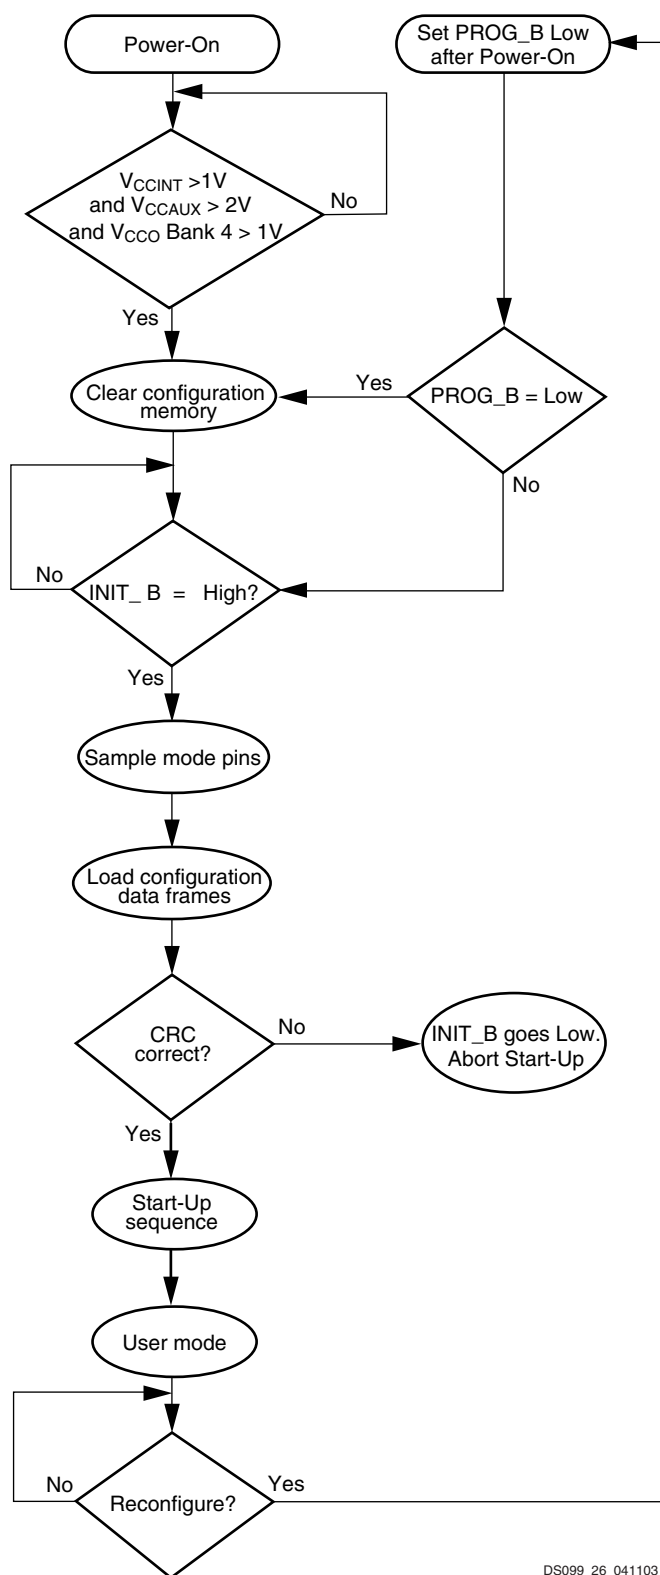 Power-On
Set PROG_B Low
after Power-On
VCCINT >1V
and VCCAUX > 2V
and VCCO Bank 4 > 1V
No
Yes
Clear configuration
memory
Yes
PROG_B = Low
No
No
INIT_ B = High?
Yes
Sample mode pins
Load configuration
data frames
CRC
correct?
No
INIT_B goes Low.
Abort Start-Up
Yes
Start-Up
sequence
User mode
No
Reconfigure?
Yes
DS099_26_041103